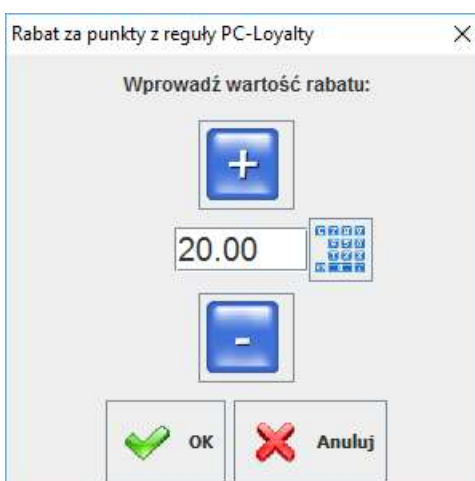 Rabat za punkty z reguły PC-Loyalty
Wprowadź wartość rabatu:
+
20.00
-
OK Anuluj